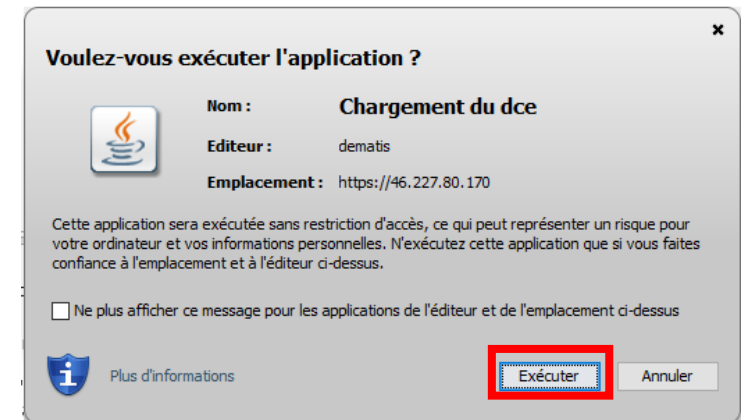 Voulez-vous exécuter l'application ?
Nom : Chargement du dce
Editeur : dematis
Emplacement : https://46.227.80.170
Cette application sera exécutée sans restriction d'accès, ce qui peut représenter un risque pour
votre ordinateur et vos informations personnelles. N'exécutez cette application que si vous faites
confiance à l'emplacement et à l'éditeur ci-dessus.
Ne plus afficher ce message pour les applications de l'éditeur et de l'emplacement ci-dessus
Plus d'informations Exécuter Annuler